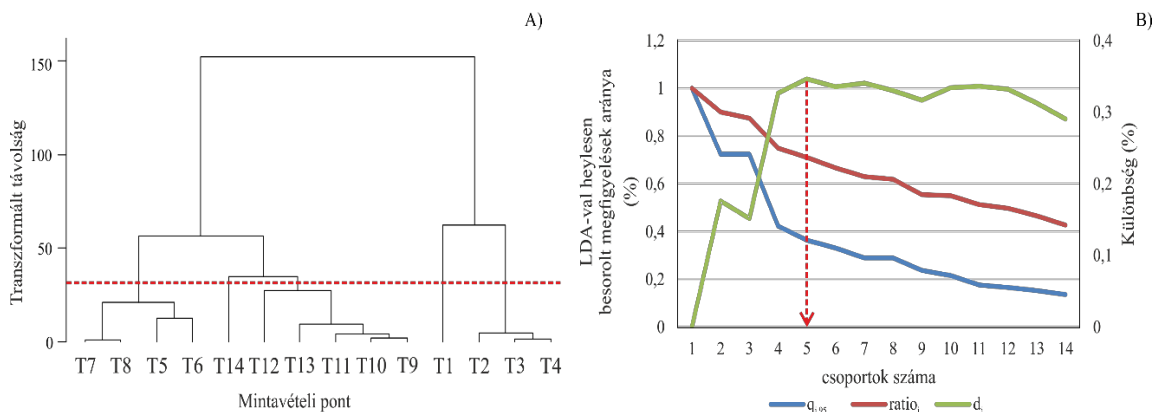 A)
Transzformált távolság
150
100
50
0
T7 T8 T5 T6 T14 T12 T13 T11 T10 T9 T1 T2 T3 T4
Mintavételi pont
B)
LDA-val heylesen
besorolt megfigyelések aránya
(%)
1,2
1
0,8
0,6
0,4
0,2
0
0,4
0,3
0,2
0,1
0
Különbség (%)
1 2 3 4 5 6 7 8 9 10 11 12 13 14
csoportok száma
q ratio d